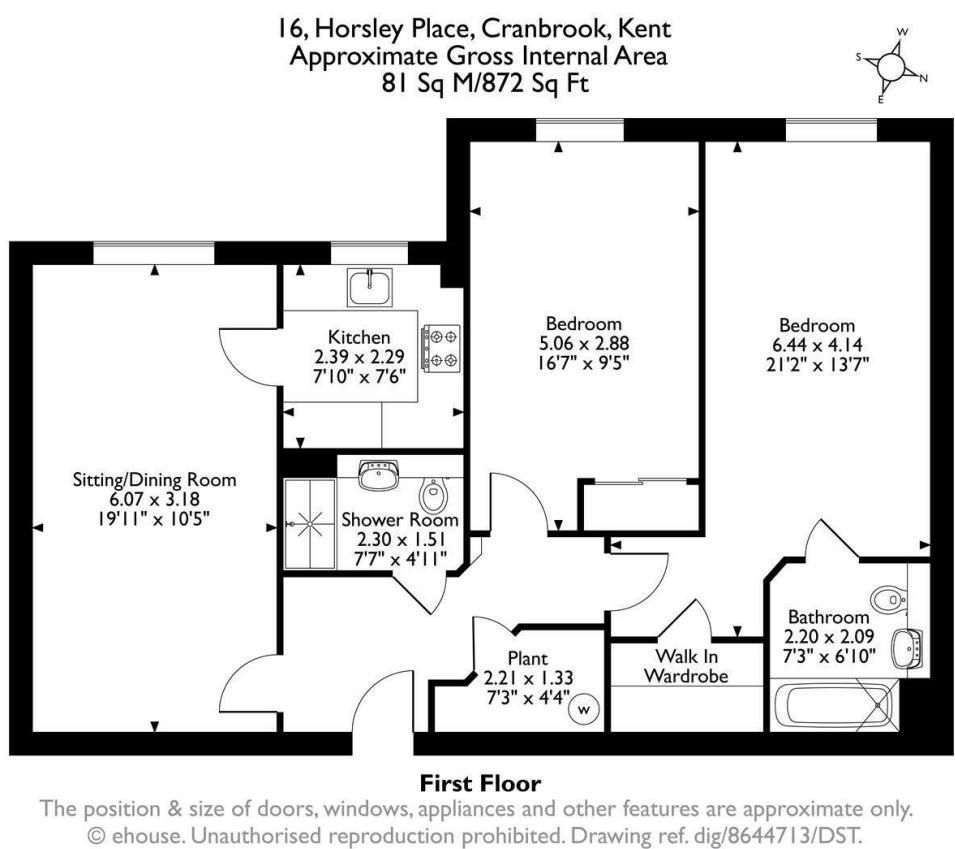 16, Horsley Place, Cranbrook, Kent
Approximate Gross Internal Area
81 Sq M/872 Sq Ft
W
S
N
E
Bedroom
5.06 x 2.88
16'7" x 9'5"
Bedroom
6.44 x 4.14
21'2" x 13'7"
Kitchen
2.39 x 2.29
7'10" x 7'6"
Sitting/Dining Room
6.07 x 3.18
19'11" x 10'5"
Shower Room
2.30 x 1.51
7'7" x 4'11"
Bathroom
2.20 x 2.09
7'3" x 6'10"
Plant
2.21 x 1.33
7'3" x 4'4"
W
Walk In
Wardrobe
First Floor
The position & size of doors, windows, appliances and other features are approximate only.
© ehouse. Unauthorised reproduction prohibited. Drawing ref. dig/8644713/DST.